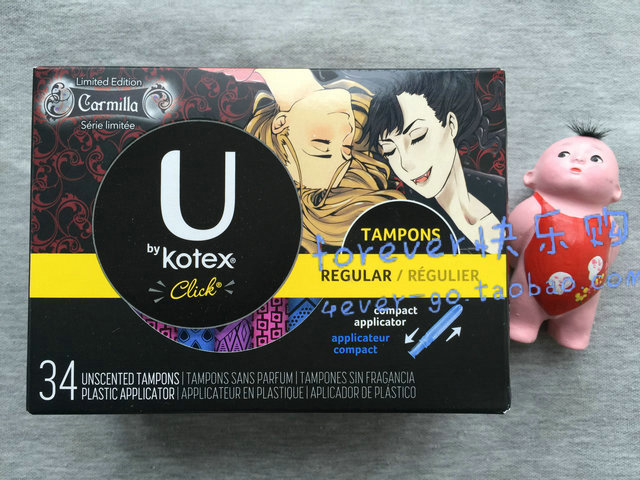 Limited Edition
Carmilla
Série limitée
U
by Kotex®
Click®
TAMPONS
REGULAR / RÉGULIER
compact
applicator
applicateur
compact
34 UNSCENTED TAMPONS | TAMPONS SANS PARFUM | TAMPONES SIN FRAGANCIA
PLASTIC APPLICATOR | APPLICATEUR EN PLASTIQUE | APLICADOR DE PLÁSTICO
forever快乐购
4ever-go.taobao.com